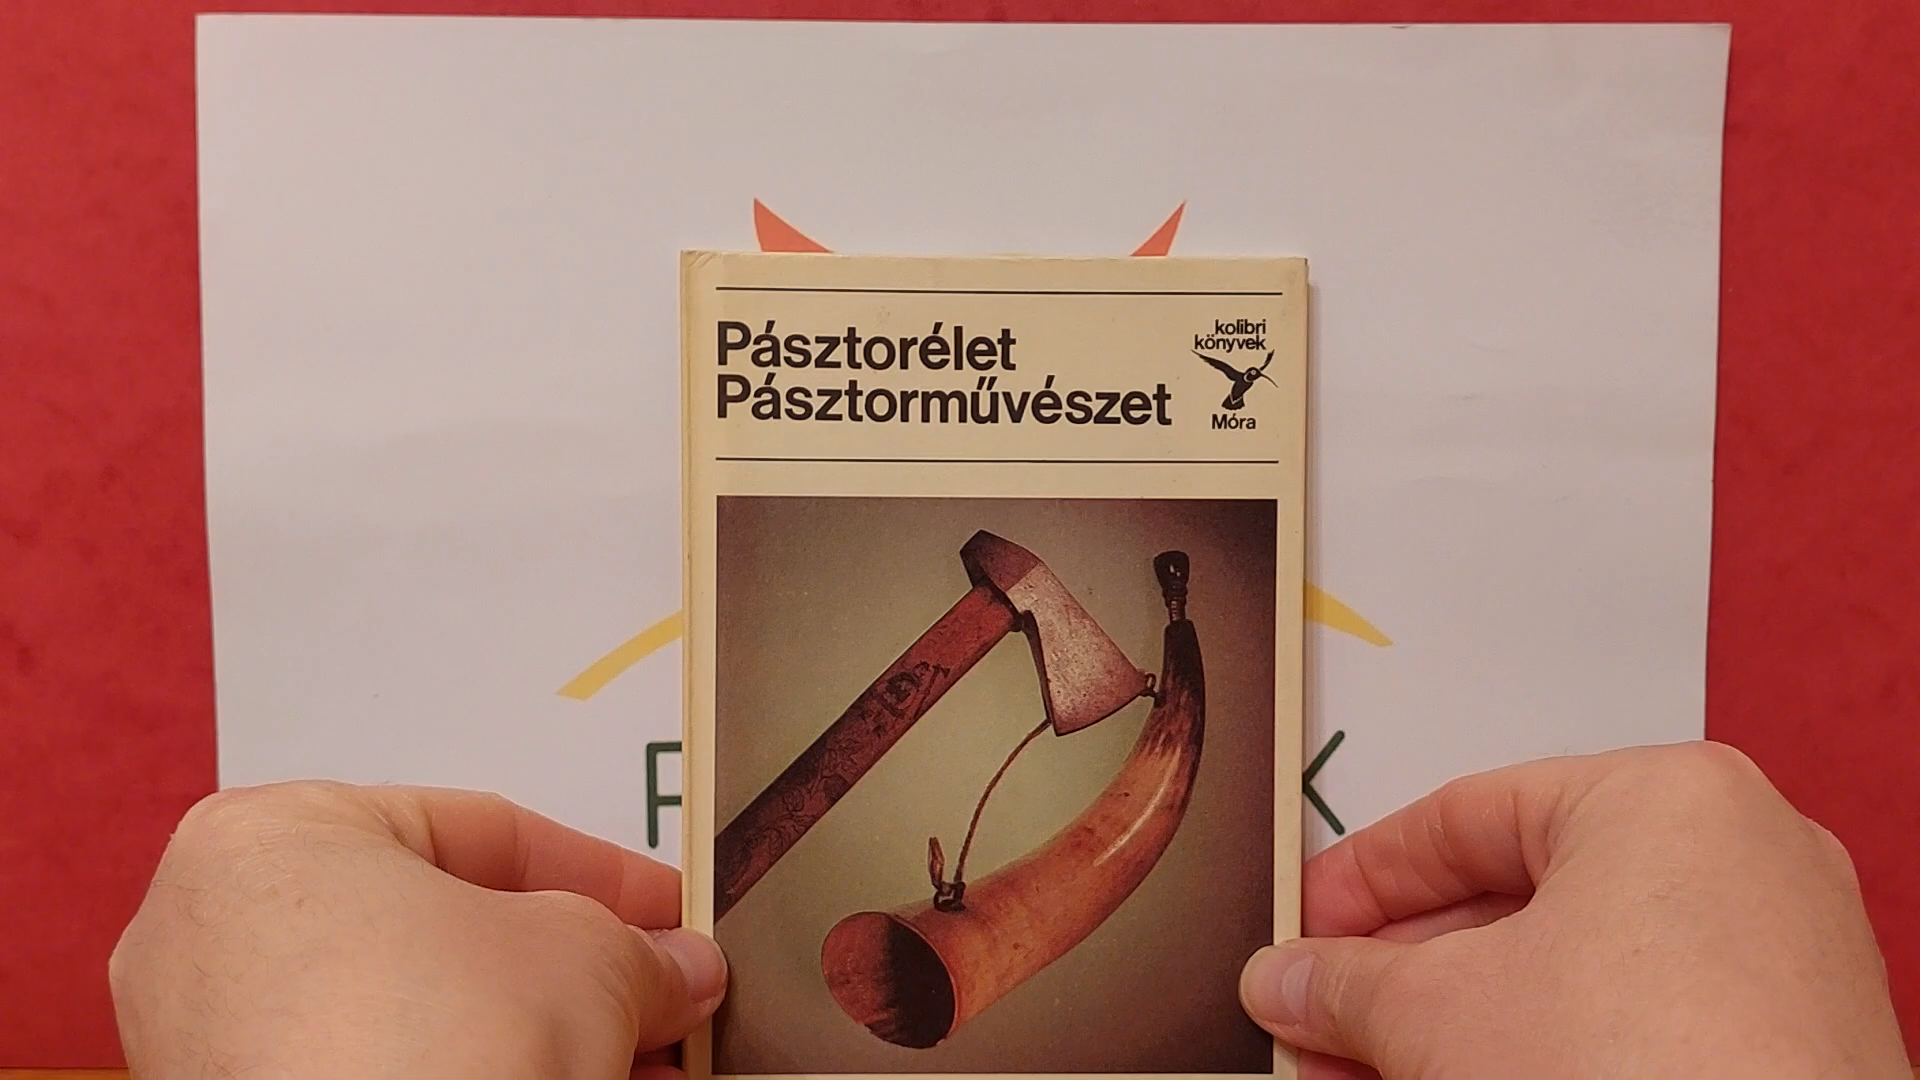 Pásztorélet
Pásztorművészet
kolibri
könyvek
Móra